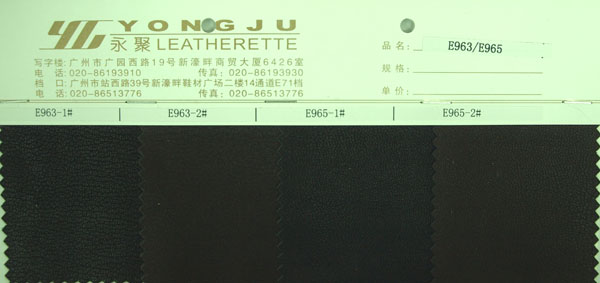 YONGJU
永聚 LEATHERETTE
写字楼: 广州市广园西路19号新濠畔商贸大厦6426室
电 话: 020-86193910 传真: 020-86193930
档 口: 广州市站西路39号新濠畔鞋材广场二楼14通道E71档
电 话: 020-86513776 传真: 020-86513776
品名: E963/E965
规格:
单价:
E963-1# E963-2# E965-1# E965-2#